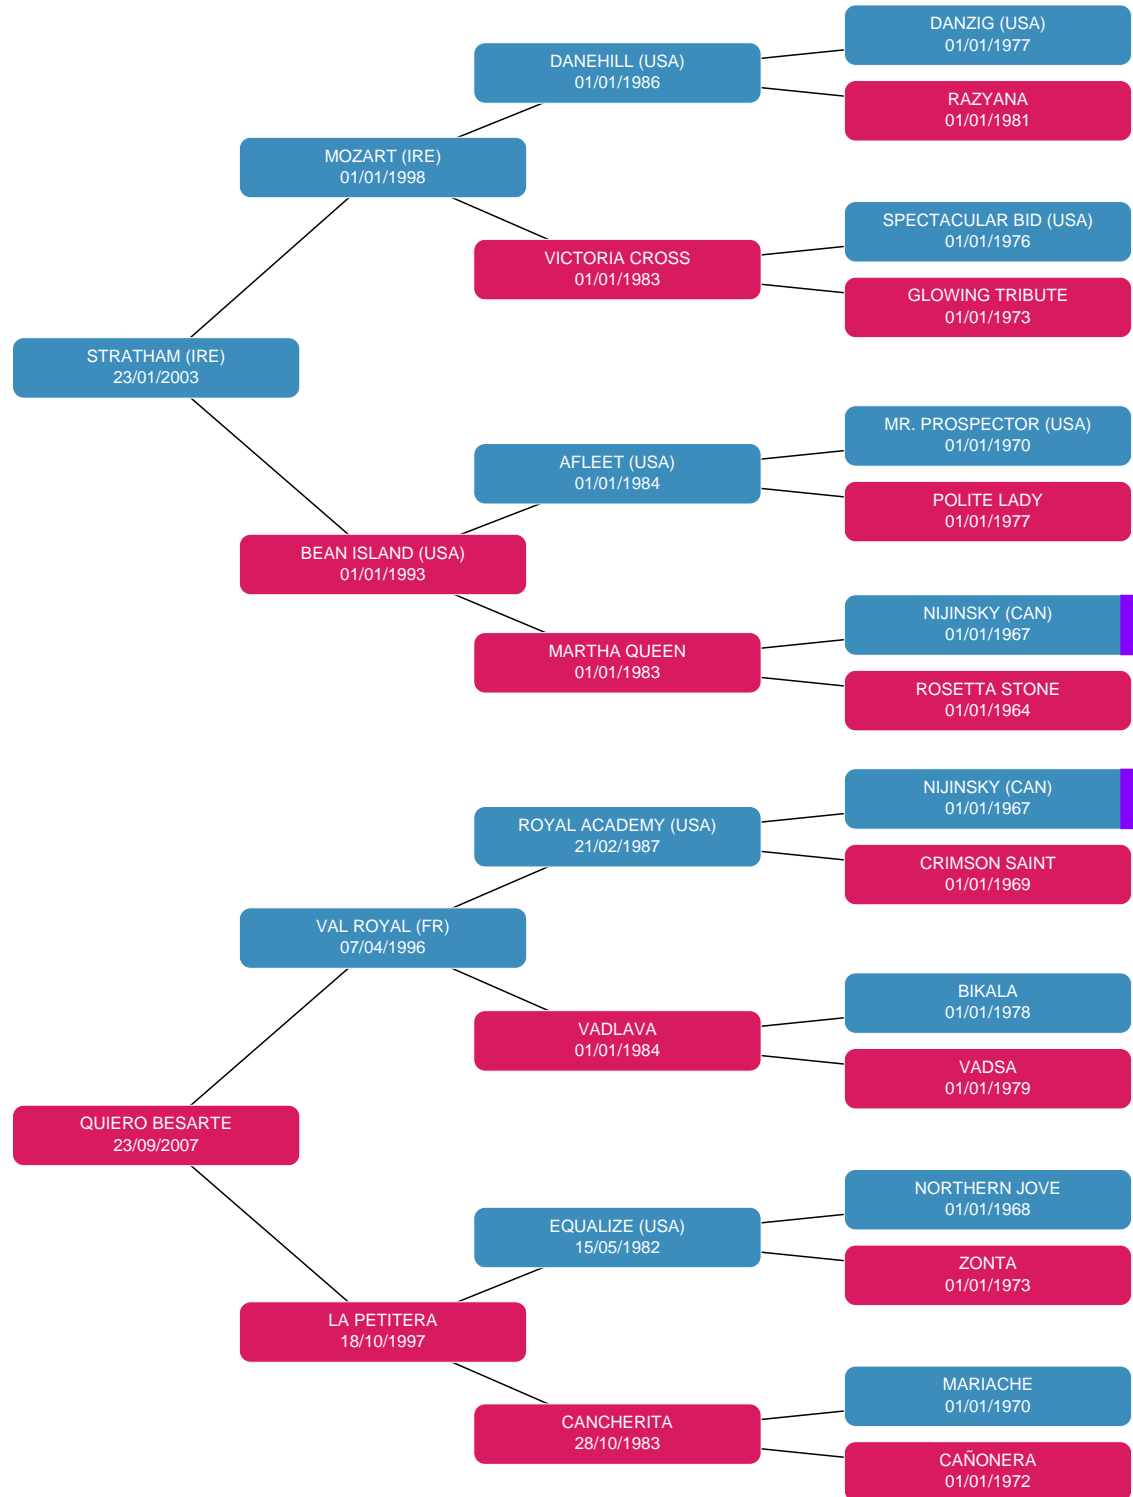 DANZIG (USA)
01/01/1977
DANEHILL (USA)
01/01/1986
RAZYANA
01/01/1981
MOZART (IRE)
01/01/1998
SPECTACULAR BID (USA)
01/01/1976
VICTORIA CROSS
01/01/1983
GLOWING TRIBUTE
01/01/1973
STRATHAM (IRE)
23/01/2003
MR. PROSPECTOR (USA)
01/01/1970
AFLEET (USA)
01/01/1984
POLITE LADY
01/01/1977
BEAN ISLAND (USA)
01/01/1993
NIJINSKY (CAN)
01/01/1967
MARTHA QUEEN
01/01/1983
ROSETTA STONE
01/01/1964
NIJINSKY (CAN)
01/01/1967
ROYAL ACADEMY (USA)
21/02/1987
CRIMSON SAINT
01/01/1969
VAL ROYAL (FR)
07/04/1996
BIKALA
01/01/1978
VADLAVA
01/01/1984
VADSA
01/01/1979
QUIERO BESARTE
23/09/2007
NORTHERN JOVE
01/01/1968
EQUALIZE (USA)
15/05/1982
ZONTA
01/01/1973
LA PETITERA
18/10/1997
MARIACHE
01/01/1970
CANCHERITA
28/10/1983
CAÑONERA
01/01/1972